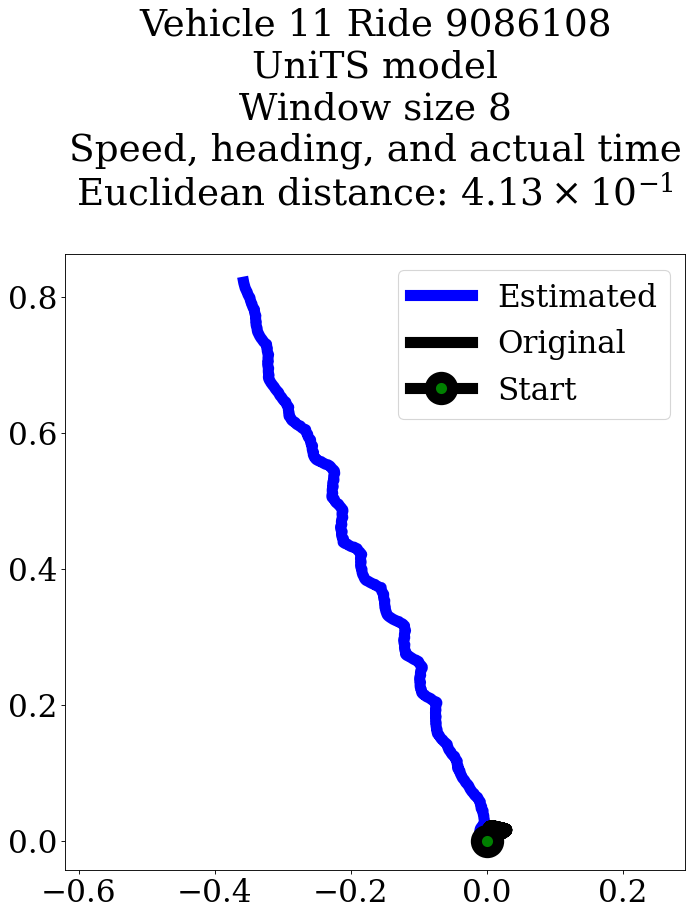 Vehicle 11 Ride 9086108
UniTS model
Window size 8
Speed, heading, and actual time
Euclidean distance: 4.13 × 10⁻¹
Estimated
Original
Start
0.8
0.6
0.4
0.2
0.0
−0.6 −0.4 −0.2 0.0 0.2